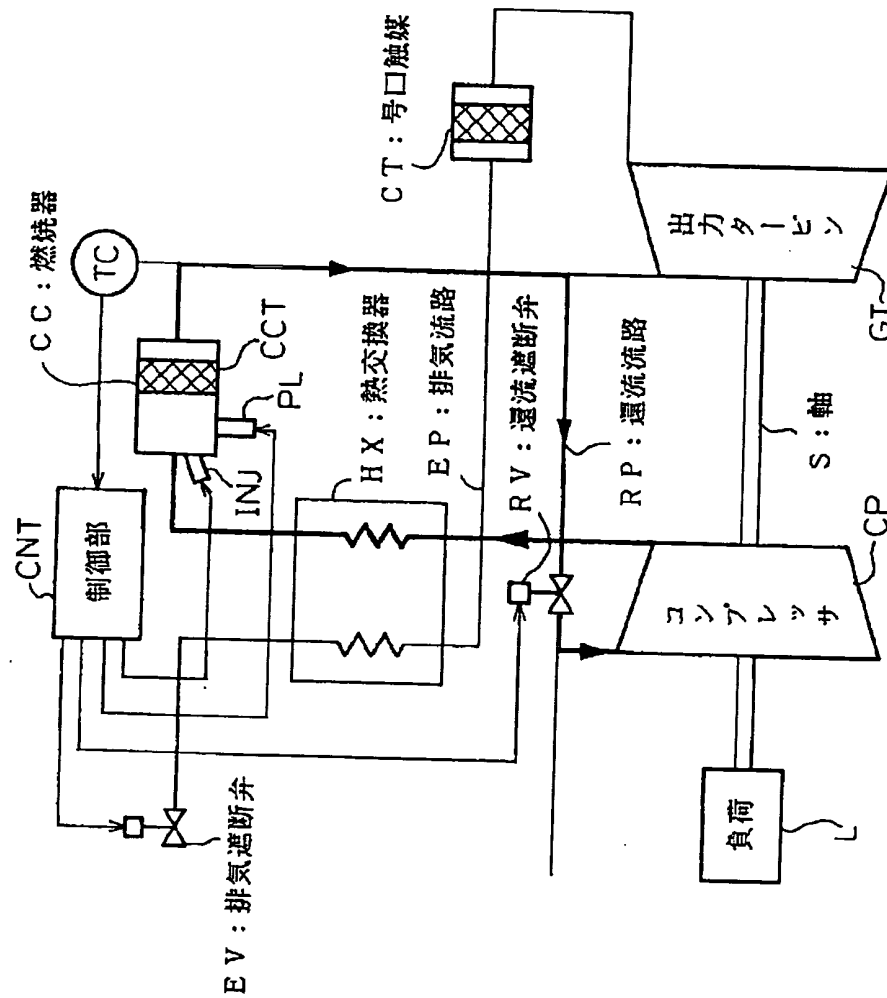 CC：燃焼器
TC
CNT
制御部
CCT
PL
INJ
CT：号口触媒
HX：熱交換器
EP：排気流路
RV：還流遮断弁
RP：還流流路
EV：排気遮断弁
出力タービン
GT
S：軸
コンプレッサ
CP
負荷
L